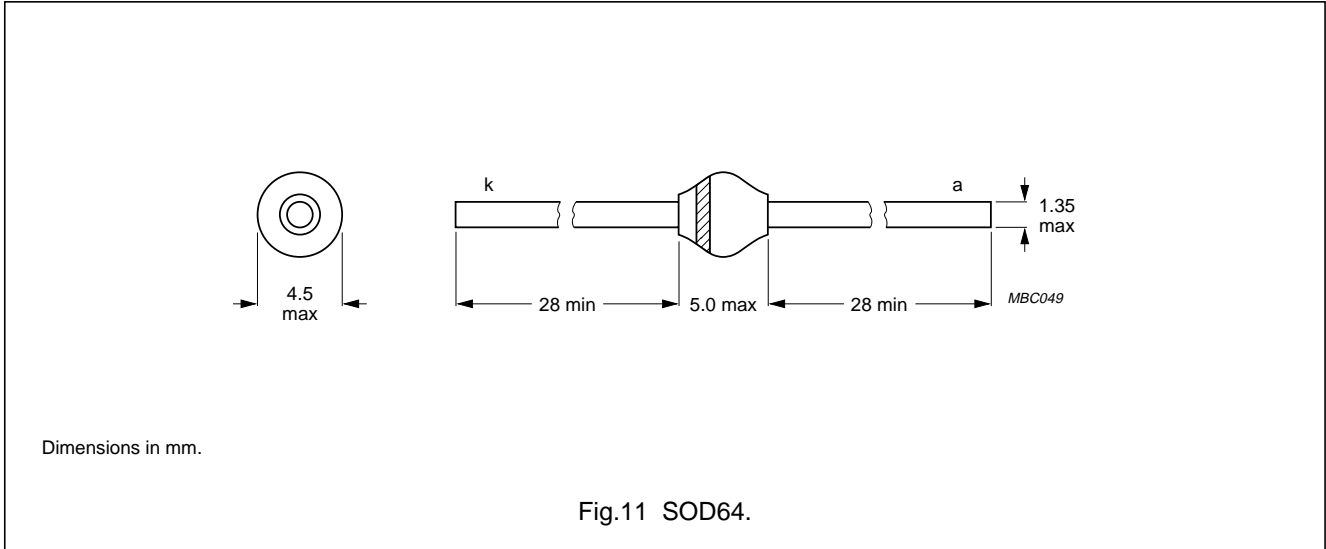 k
a
1.35
max
4.5
max
28 min
5.0 max
28 min
MBC049
Dimensions in mm.
Fig.11 SOD64.